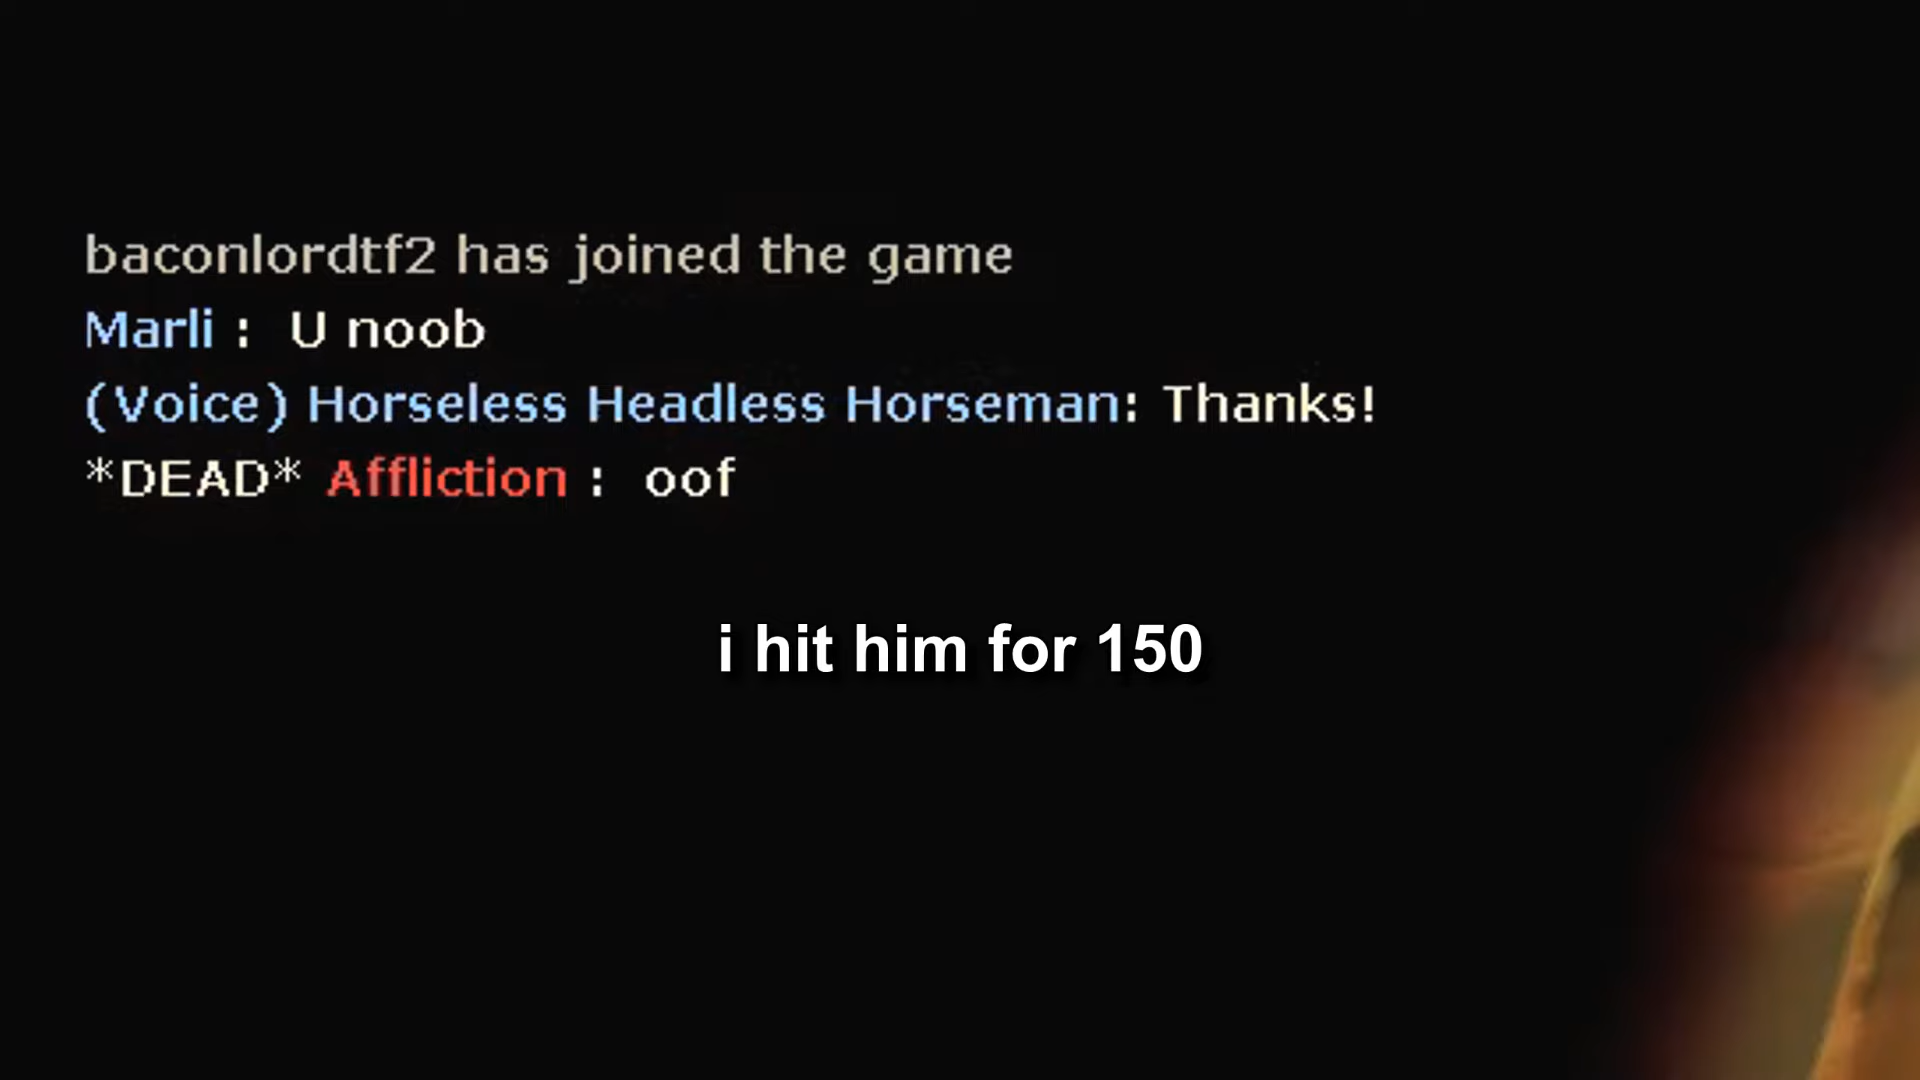 baconlordtf2 has joined the game
Marli :  U noob
(Voice) Horseless Headless Horseman: Thanks!
*DEAD* Affliction :  oof
i hit him for 150